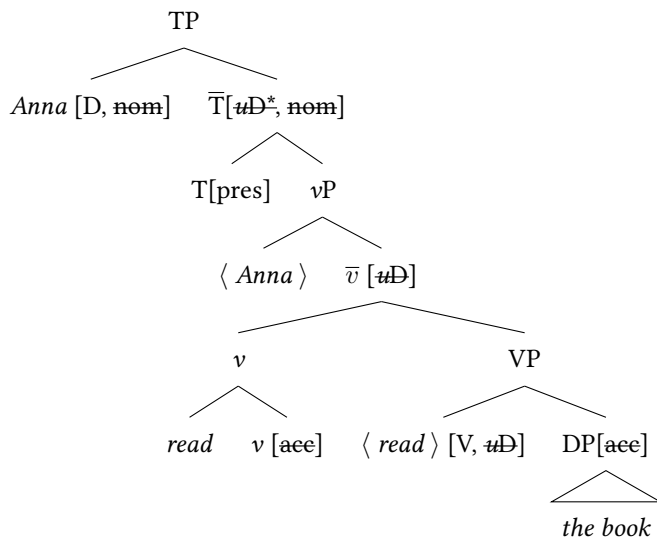 TP
Anna [D, nom] T̅[uD*, nom]
T[pres] vP
⟨ Anna ⟩ v̅ [uD]
v VP
read v [acc] ⟨ read ⟩ [V, uD] DP[acc]
the book